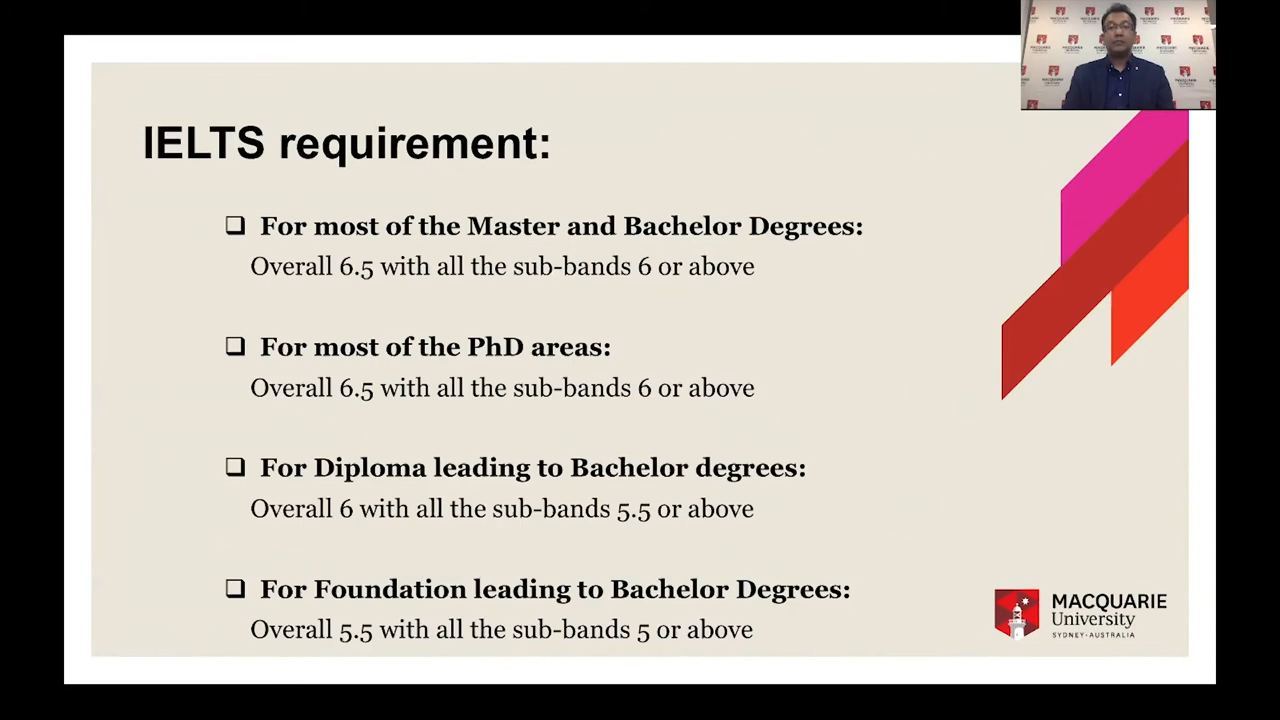 IELTS requirement:
❑ For most of the Master and Bachelor Degrees:
Overall 6.5 with all the sub-bands 6 or above
❑ For most of the PhD areas:
Overall 6.5 with all the sub-bands 6 or above
❑ For Diploma leading to Bachelor degrees:
Overall 6 with all the sub-bands 5.5 or above
❑ For Foundation leading to Bachelor Degrees:
Overall 5.5 with all the sub-bands 5 or above
MACQUARIE
University
SYDNEY·AUSTRALIA